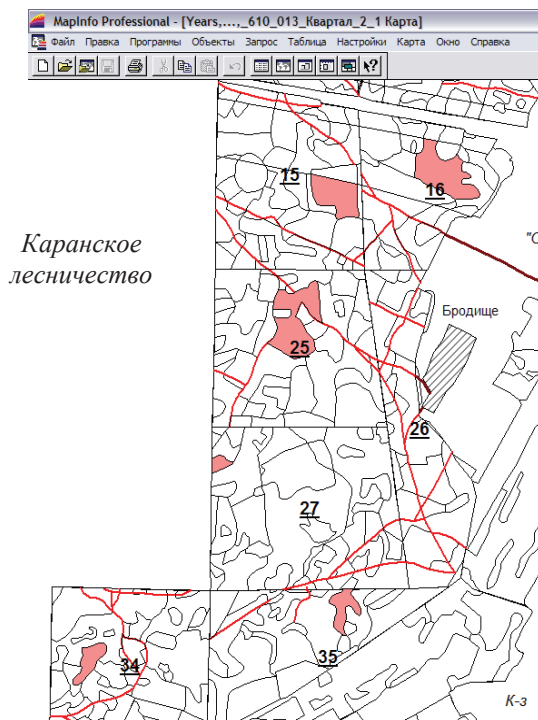 MapInfo Professional - [Years,...,_610_013_Квартал_2_1 Карта]
Файл Правка Программы Объекты Запрос Таблица Настройки Карта Окно Справка
15
16
Каранское
лесничество
"С
Бродище
25
26
27
34
35
К-з